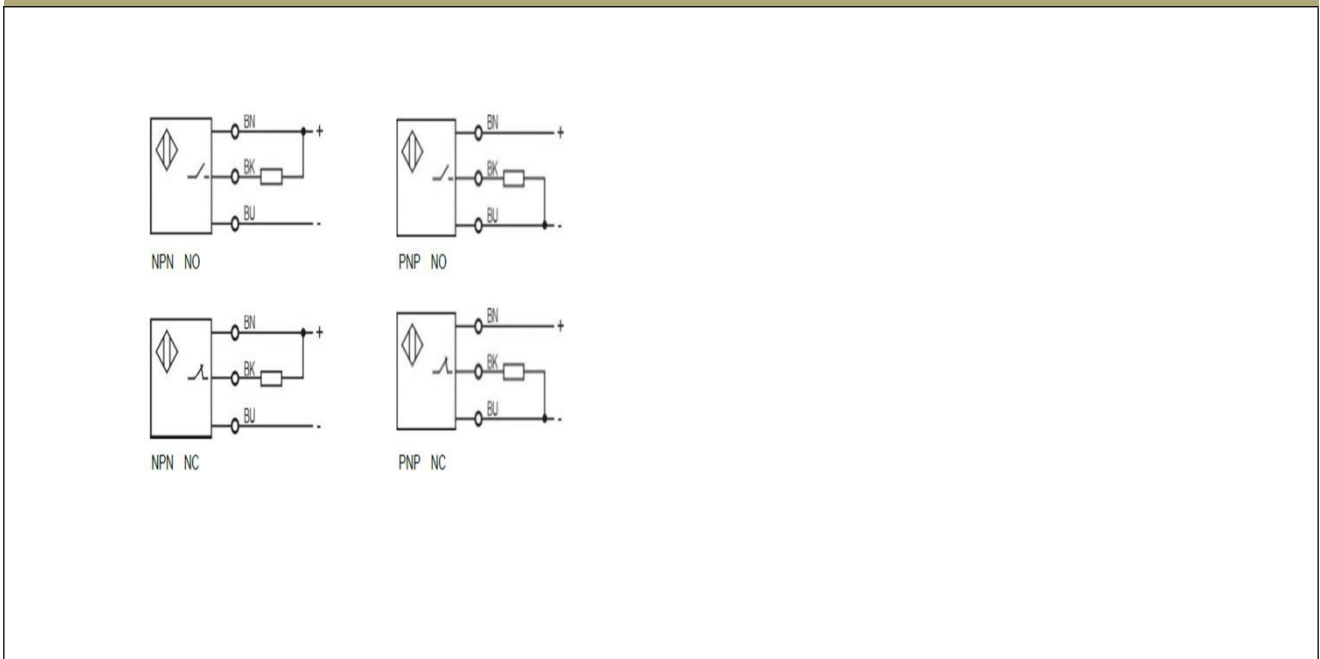 BN +
BK
BU -
NPN NO
BN +
BK
BU -
PNP NO
BN +
BK
BU -
NPN NC
BN +
BK
BU -
PNP NC